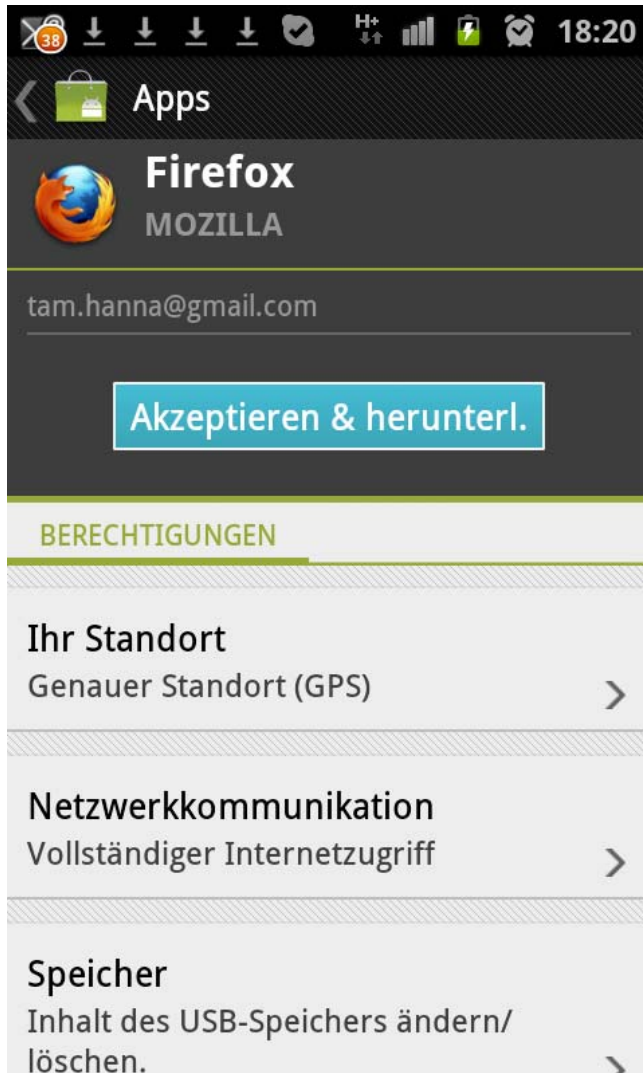 38
H+
18:20
Apps
Firefox
MOZILLA
tam.hanna@gmail.com
Akzeptieren & herunterl.
BERECHTIGUNGEN
Ihr Standort
Genauer Standort (GPS)
Netzwerkkommunikation
Vollständiger Internetzugriff
Speicher
Inhalt des USB-Speichers ändern/
löschen.